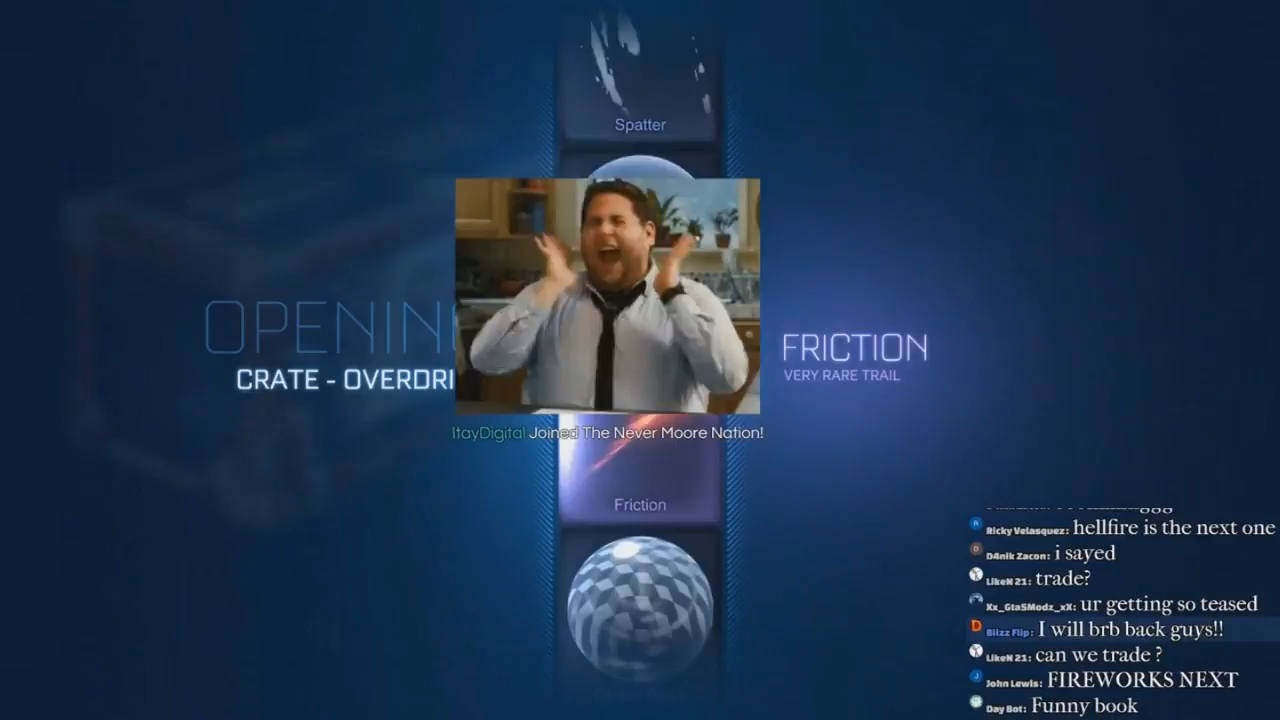 Spatter
OPENIN
CRATE - OVERDRI
FRICTION
VERY RARE TRAIL
ItayDigital Joined The Never Moore Nation!
Friction
Ricky Velasquez: hellfire is the next one
D4nik Zacon: i sayed
LikeN 21: trade?
Xx_Gta5Modz_xX: ur getting so teased
Blizz Flip: I will brb back guys!!
LikeN 21: can we trade ?
John Lewis: FIREWORKS NEXT
Day Bot: Funny book